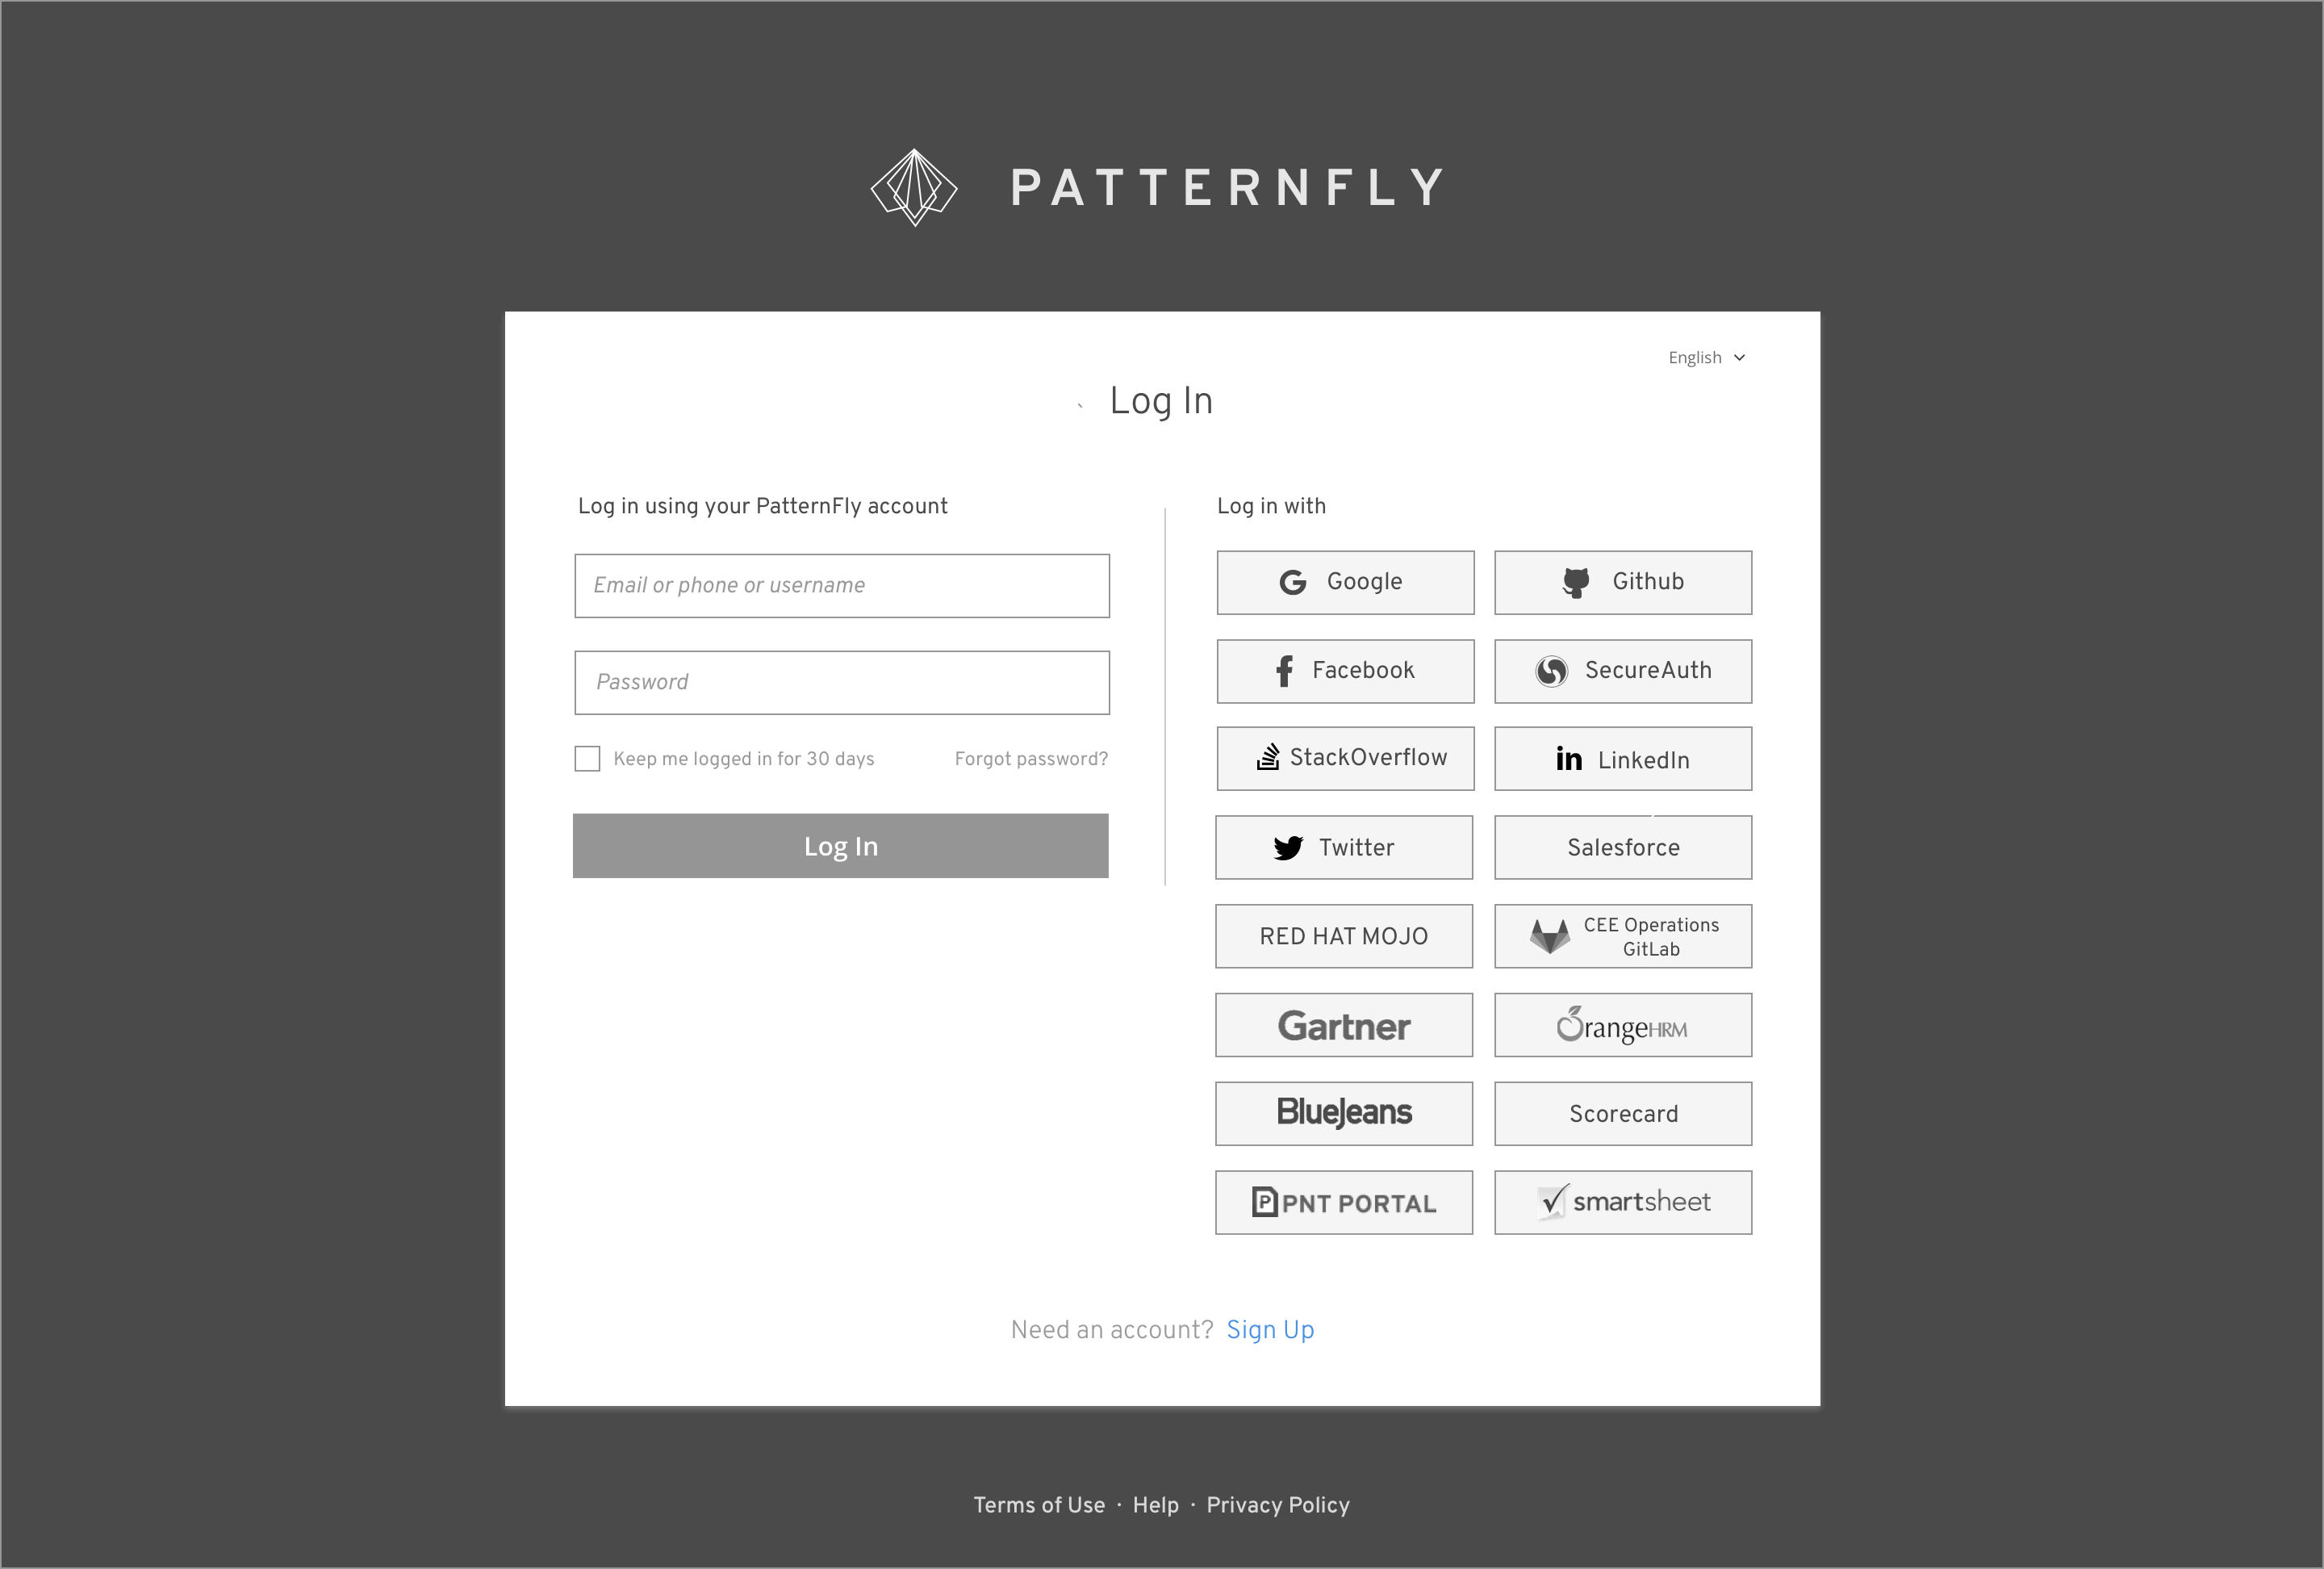 PATTERNFLY
English
Log In
Log in using your PatternFly account
Email or phone or username
Password
Keep me logged in for 30 days
Forgot password?
Log In
Log in with
Google
Github
Facebook
SecureAuth
StackOverflow
LinkedIn
Twitter
Salesforce
RED HAT MOJO
CEE Operations
GitLab
Gartner
OrangeHRM
BlueJeans
Scorecard
PNT PORTAL
smartsheet
Need an account? Sign Up
Terms of Use · Help · Privacy Policy